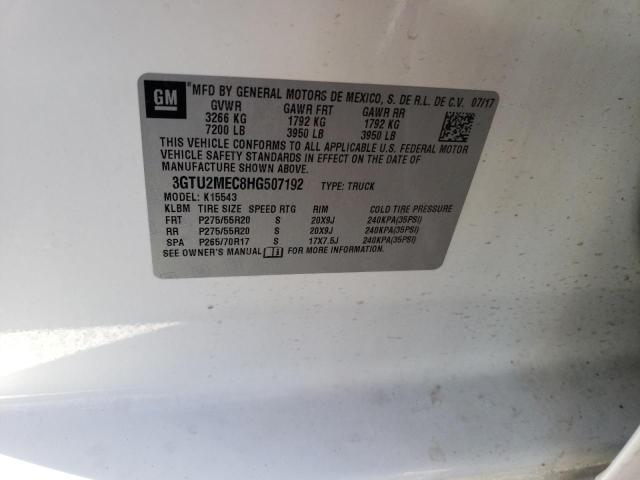 GM
MFD BY GENERAL MOTORS DE MEXICO, S. DE R.L. DE C.V. 07/17
GVWR GAWR FRT GAWR RR
3266 KG 1792 KG 1792 KG
7200 LB 3950 LB 3950 LB
THIS VEHICLE CONFORMS TO ALL APPLICABLE U.S. FEDERAL MOTOR
VEHICLE SAFETY STANDARDS IN EFFECT ON THE DATE OF
MANUFACTURE SHOWN ABOVE.
3GTU2MEC8HG507192 TYPE: TRUCK
MODEL: K15543
KLBM TIRE SIZE SPEED RTG RIM COLD TIRE PRESSURE
FRT P275/55R20 S 20X9J 240KPA(35PSI)
RR P275/55R20 S 20X9J 240KPA(35PSI)
SPA P265/70R17 S 17X7.5J 240KPA(35PSI)
SEE OWNER'S MANUAL FOR MORE INFORMATION.